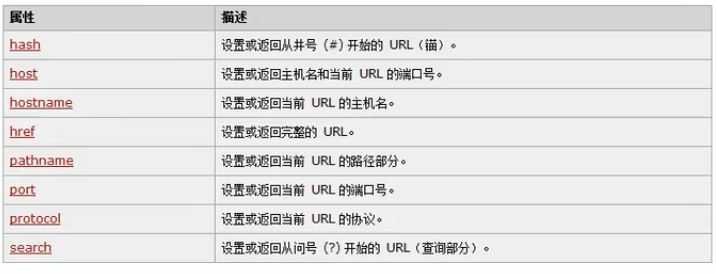 属性 描述
hash 设置或返回从井号 (#) 开始的 URL（锚）。
host 设置或返回主机名和当前 URL 的端口号。
hostname 设置或返回当前 URL 的主机名。
href 设置或返回完整的 URL。
pathname 设置或返回当前 URL 的路径部分。
port 设置或返回当前 URL 的端口号。
protocol 设置或返回当前 URL 的协议。
search 设置或返回从问号 (?) 开始的 URL（查询部分）。